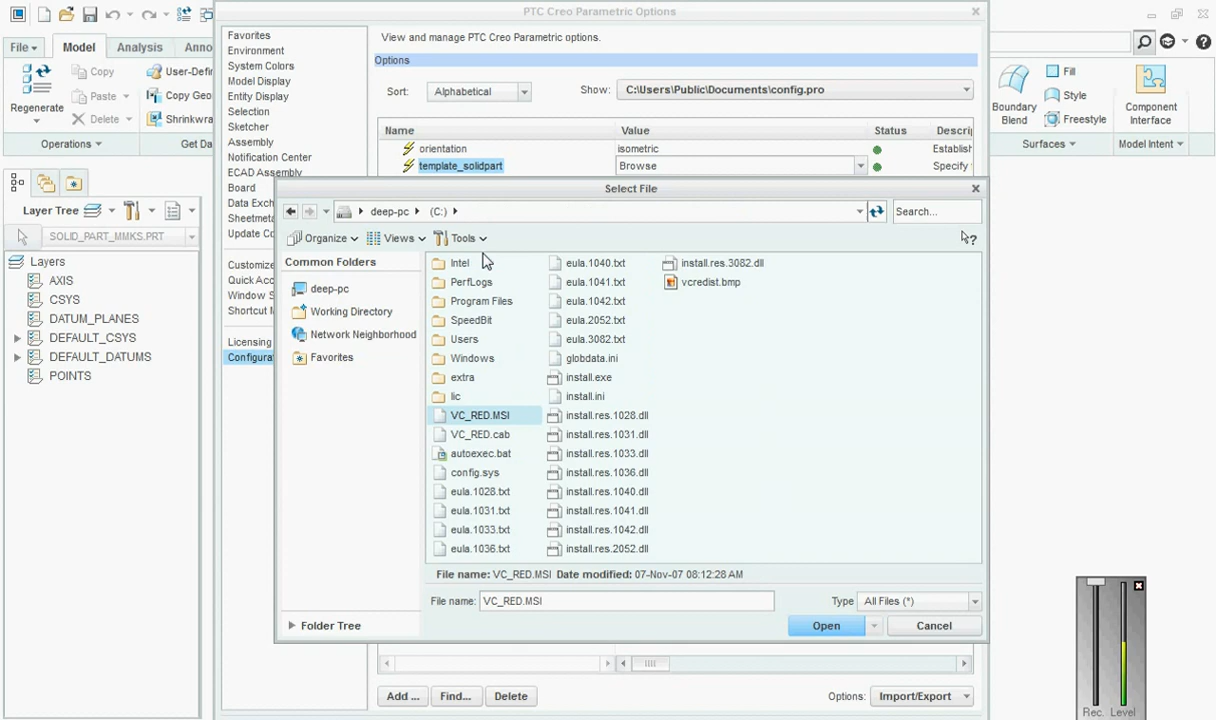 PTC Creo Parametric Options
File
Model
Analysis
Anno
Regenerate
Copy
Paste
Delete
User-Defi
Copy Geo
Shrinkwra
Operations
Get Da
Layer Tree
SOLID_PART_MMKS.PRT
Layers
AXIS
CSYS
DATUM_PLANES
DEFAULT_CSYS
DEFAULT_DATUMS
POINTS
Favorites
Environment
System Colors
Model Display
Entity Display
Selection
Sketcher
Assembly
Notification Center
ECAD Assembly
Board
Data Exch
Sheetmeta
Update Co
Customize
Quick Acc
Window S
Shortcut M
Licensing
Configurat
View and manage PTC Creo Parametric options.
Options
Sort: Alphabetical
Show: C:\Users\Public\Documents\config.pro
Name Value Status Descri
orientation isometric Establish
template_solidpart Browse Specify
Select File
deep-pc (C:)
Search...
Organize Views Tools
Common Folders
deep-pc
Working Directory
Network Neighborhood
Favorites
Folder Tree
Intel
PerfLogs
Program Files
SpeedBit
Users
Windows
extra
lic
VC_RED.MSI
VC_RED.cab
autoexec.bat
config.sys
eula.1028.txt
eula.1031.txt
eula.1033.txt
eula.1036.txt
eula.1040.txt
eula.1041.txt
eula.1042.txt
eula.2052.txt
eula.3082.txt
globdata.ini
install.exe
install.ini
install.res.1028.dll
install.res.1031.dll
install.res.1033.dll
install.res.1036.dll
install.res.1040.dll
install.res.1041.dll
install.res.1042.dll
install.res.2052.dll
install.res.3082.dll
vcredist.bmp
File name: VC_RED.MSI Date modified: 07-Nov-07 08:12:28 AM
File name: VC_RED.MSI
Type All Files (*)
Open
Cancel
Add ...
Find...
Delete
Options: Import/Export
Boundary
Blend
Fill
Style
Freestyle
Component
Interface
Surfaces
Model Intent
Rec. Level